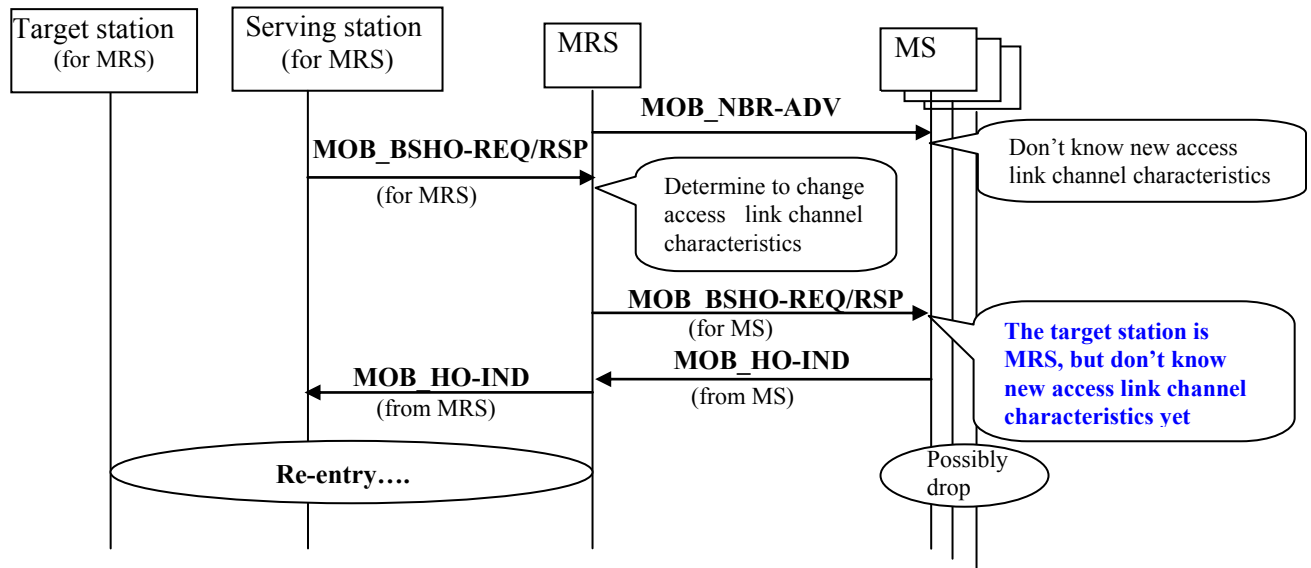 Target station
(for MRS)
Serving station
(for MRS)
MRS
MS
MOB_NBR-ADV
Don’t know new access
link channel characteristics
MOB_BSHO-REQ/RSP
(for MRS)
Determine to change
access link channel
characteristics
MOB_BSHO-REQ/RSP
(for MS)
The target station is
MRS, but don’t know
new access link channel
characteristics yet
MOB_HO-IND
(from MS)
MOB_HO-IND
(from MRS)
Re-entry….
Possibly
drop